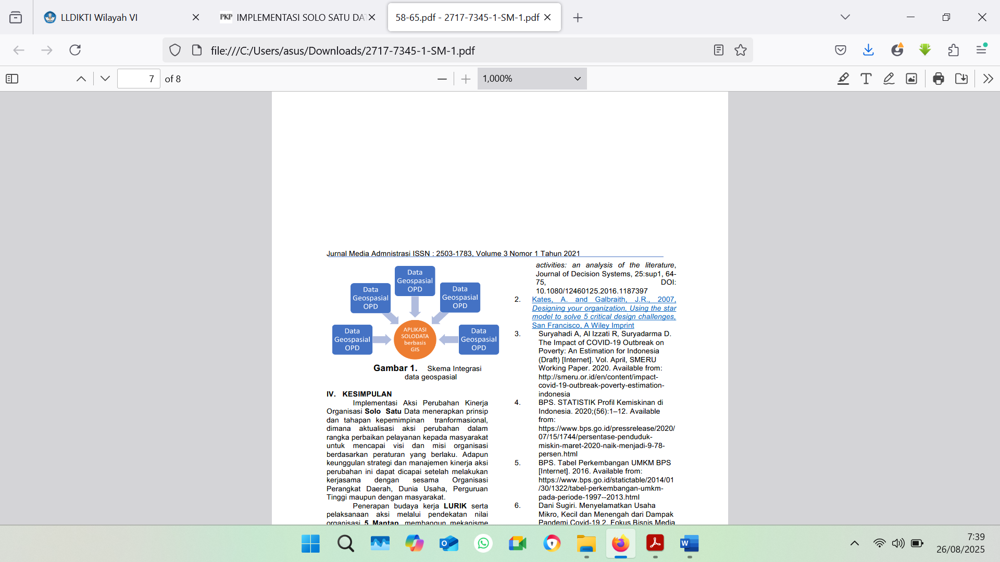 LLDIKTI Wilayah VI
PKP IMPLEMENTASI SOLO SATU DA
58-65.pdf - 2717-7345-1-SM-1.pdf
file:///C:/Users/asus/Downloads/2717-7345-1-SM-1.pdf
7 of 8
1,000%
Jurnal Media Admnistrasi ISSN : 2503-1783, Volume 3 Nomor 1 Tahun 2021
Data
Geospasial
OPD
Data
Geospasial
OPD
Data
Geospasial
OPD
Data
Geospasial
OPD
APLIKASI
SOLODATA
berbasis
GIS
Data
Geospasial
OPD
Gambar 1. Skema Integrasi
data geospasial
IV. KESIMPULAN
Implementasi Aksi Perubahan Kinerja
Organisasi Solo Satu Data menerapkan prinsip
dan tahapan kepemimpinan tranformasional,
dimana aktualisasi aksi perubahan dalam
rangka perbaikan pelayanan kepada masyarakat
untuk mencapai visi dan misi organisasi
berdasarkan peraturan yang berlaku. Adapun
keunggulan strategi dan manajemen kinerja aksi
perubahan ini dapat dicapai setelah melakukan
kerjasama dengan sesama Organisasi
Perangkat Daerah, Dunia Usaha, Perguruan
Tinggi maupun dengan masyarakat.
Penerapan budaya kerja LURIK serta
pelaksanaan aksi melalui pendekatan nilai
organisasi 5 Mantap, membangun mekanisme
activities: an analysis of the literature,
Journal of Decision Systems, 25:sup1, 64-
75, DOI:
10.1080/12460125.2016.1187397
2. Kates, A. and Galbraith, J.R., 2007,
Designing your organization, Using the star
model to solve 5 critical design challenges,
San Francisco, A Wiley Imprint
3. Suryahadi A, Al Izzati R, Suryadarma D.
The Impact of COVID-19 Outbreak on
Poverty: An Estimation for Indonesia
(Draft) [Internet]. Vol. April, SMERU
Working Paper. 2020. Available from:
http://smeru.or.id/en/content/impact-
covid-19-outbreak-poverty-estimation-
indonesia
4. BPS. STATISTIK Profil Kemiskinan di
Indonesia. 2020;(56):1–12. Available
from:
https://www.bps.go.id/pressrelease/2020/
07/15/1744/persentase-penduduk-
miskin-maret-2020-naik-menjadi-9-78-
persen.html
5. BPS. Tabel Perkembangan UMKM BPS
[Internet]. 2016. Available from:
https://www.bps.go.id/statictable/2014/01
/30/1322/tabel-perkembangan-umkm-
pada-periode-1997--2013.html
6. Dani Sugiri. Menyelamatkan Usaha
Mikro, Kecil dan Menengah dari Dampak
Pandemi Covid-19 2. Fokus Bisnis Media
7:39
26/08/2025